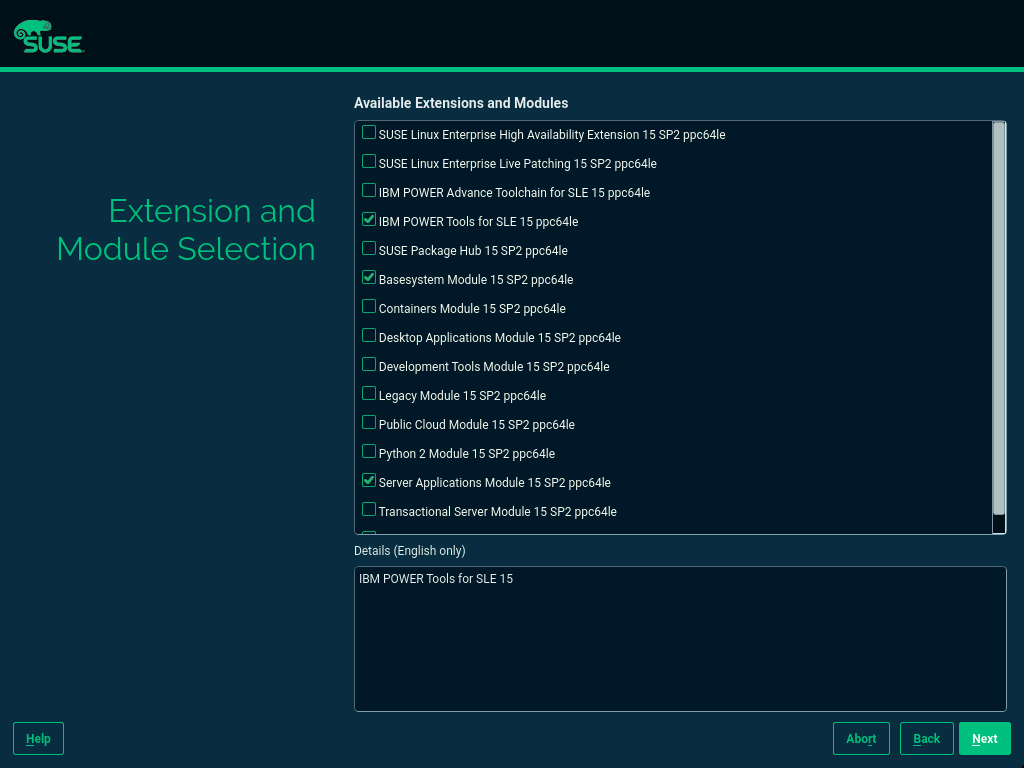 SUSE
Available Extensions and Modules
Extension and
Module Selection
SUSE Linux Enterprise High Availability Extension 15 SP2 ppc64le
SUSE Linux Enterprise Live Patching 15 SP2 ppc64le
IBM POWER Advance Toolchain for SLE 15 ppc64le
IBM POWER Tools for SLE 15 ppc64le
SUSE Package Hub 15 SP2 ppc64le
Basesystem Module 15 SP2 ppc64le
Containers Module 15 SP2 ppc64le
Desktop Applications Module 15 SP2 ppc64le
Development Tools Module 15 SP2 ppc64le
Legacy Module 15 SP2 ppc64le
Public Cloud Module 15 SP2 ppc64le
Python 2 Module 15 SP2 ppc64le
Server Applications Module 15 SP2 ppc64le
Transactional Server Module 15 SP2 ppc64le
Details (English only)
IBM POWER Tools for SLE 15
Help
Abort
Back
Next